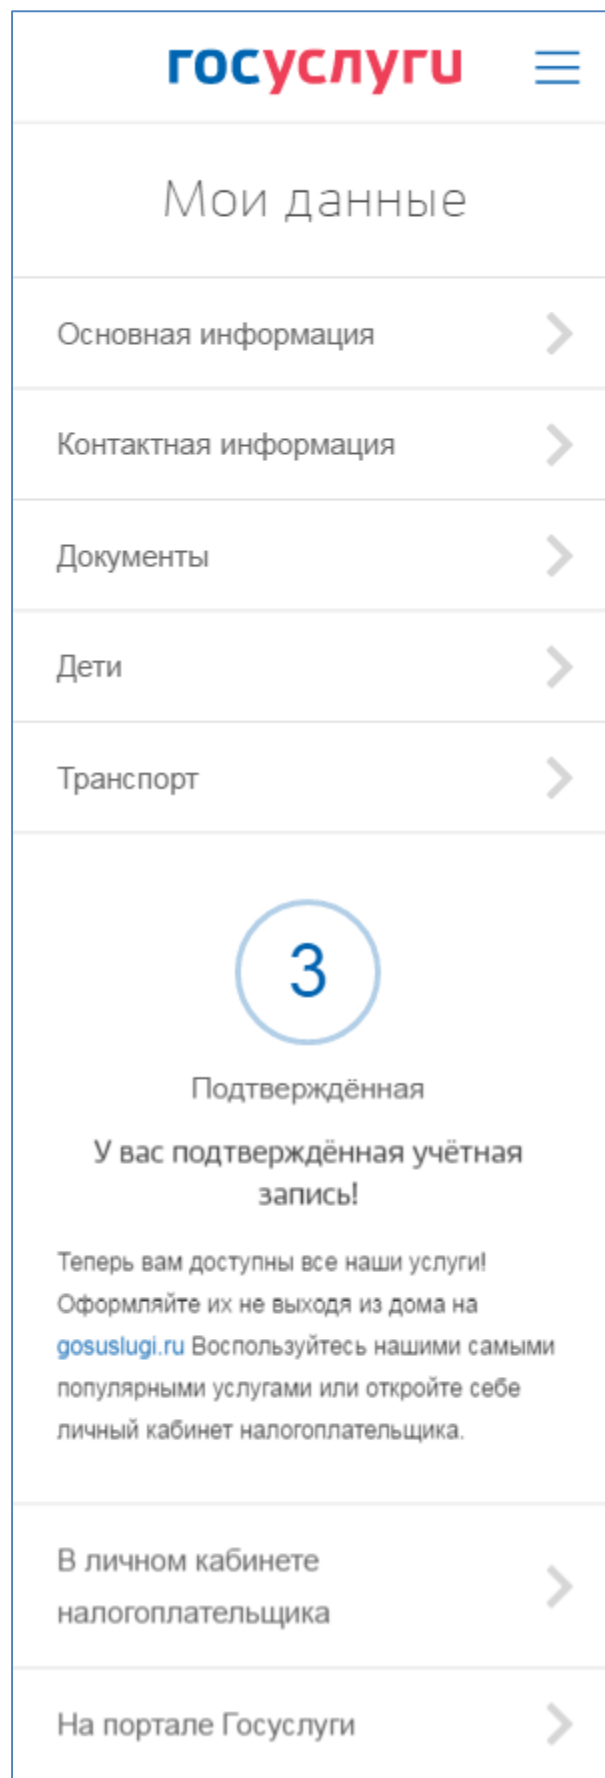 госуслуги
Мои данные
Основная информация
Контактная информация
Документы
Дети
Транспорт
3
Подтверждённая
У вас подтверждённая учётная
запись!
Теперь вам доступны все наши услуги!
Оформляйте их не выходя из дома на
gosuslugi.ru Воспользуйтесь нашими самыми
популярными услугами или откройте себе
личный кабинет налогоплательщика.
В личном кабинете
налогоплательщика
На портале Госуслуги